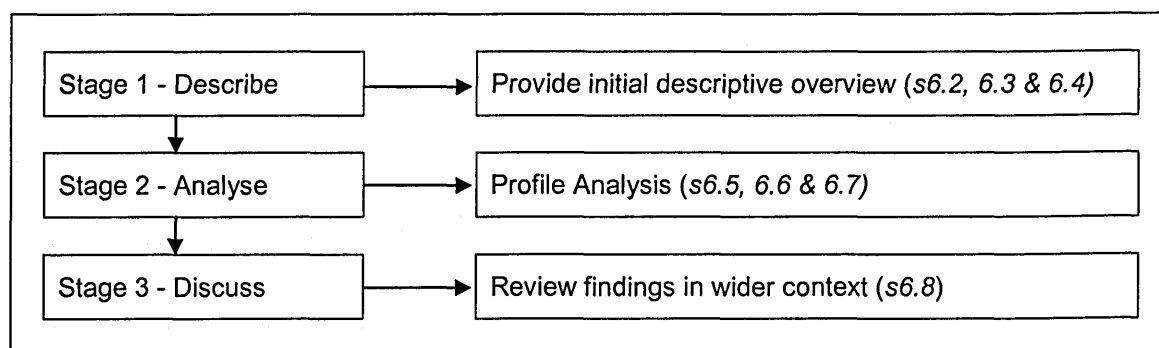 Stage 1 - Describe
Provide initial descriptive overview (s6.2, 6.3 & 6.4)
Stage 2 - Analyse
Profile Analysis (s6.5, 6.6 & 6.7)
Stage 3 - Discuss
Review findings in wider context (s6.8)